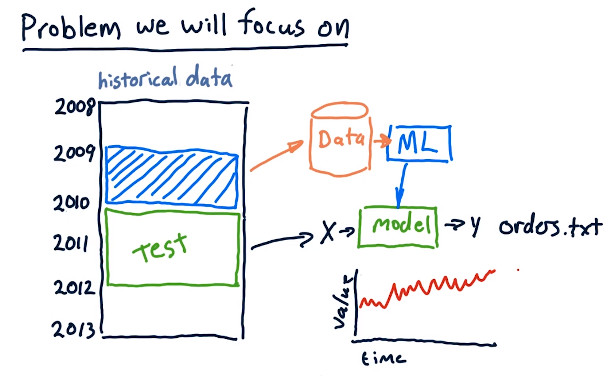 Problem we will focus on
historical data
2008
2009
2010
2011
2012
2013
Test
Data
ML
X
model
Y
orders.txt
value
time